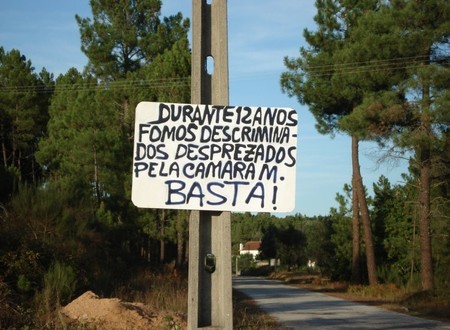 DURANTE 12 ANOS
FOMOS DESCRIMINA-
DOS DESPREZADOS
PELA CAMARA M.
BASTA!